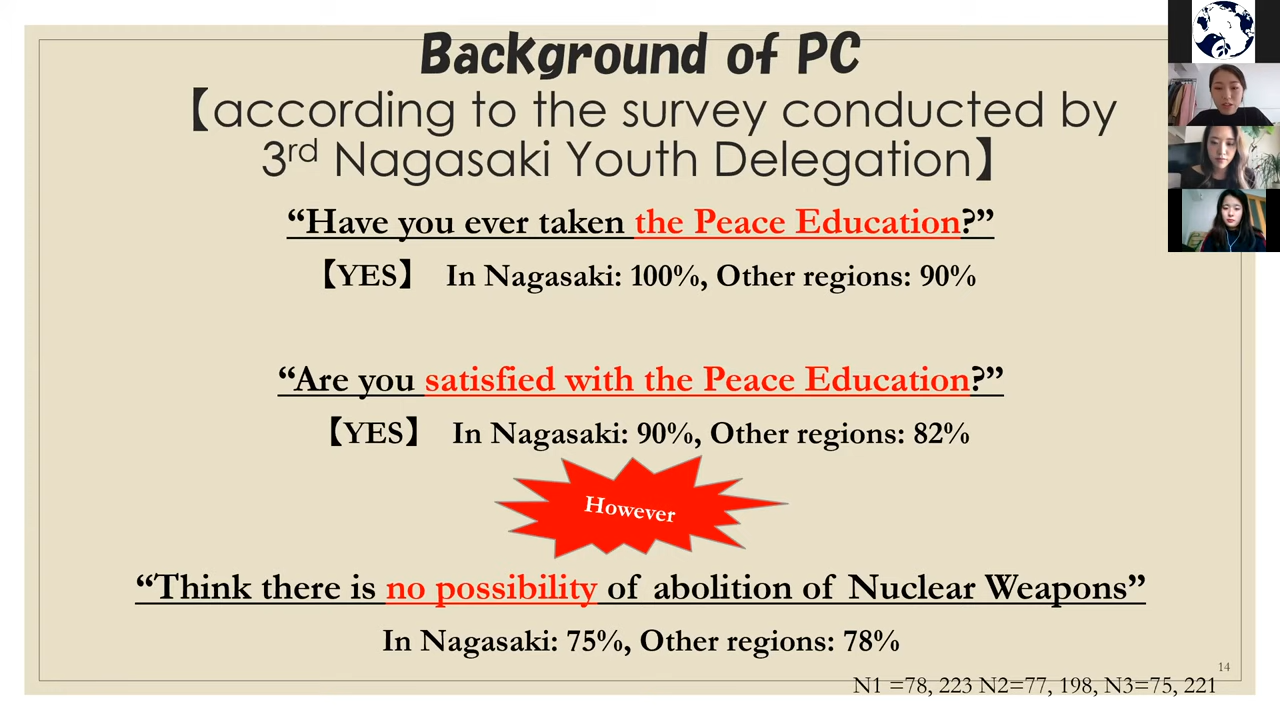 Background of PC
【according to the survey conducted by
3rd Nagasaki Youth Delegation】
“Have you ever taken the Peace Education?”
【YES】 In Nagasaki: 100%, Other regions: 90%
“Are you satisfied with the Peace Education?”
【YES】 In Nagasaki: 90%, Other regions: 82%
However
“Think there is no possibility of abolition of Nuclear Weapons”
In Nagasaki: 75%, Other regions: 78%
14
N1 =78, 223 N2=77, 198, N3=75, 221